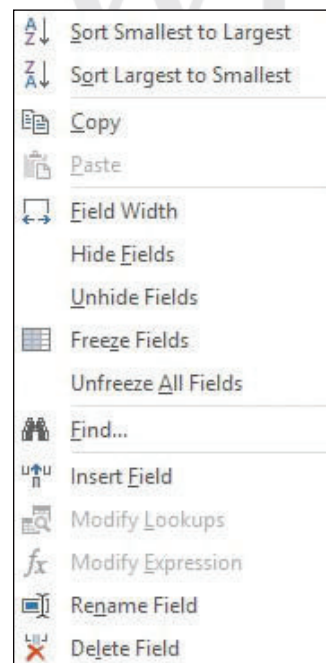 Sort Smallest to Largest
Sort Largest to Smallest
Copy
Paste
Field Width
Hide Fields
Unhide Fields
Freeze Fields
Unfreeze All Fields
Find...
Insert Field
Modify Lookups
Modify Expression
Rename Field
Delete Field